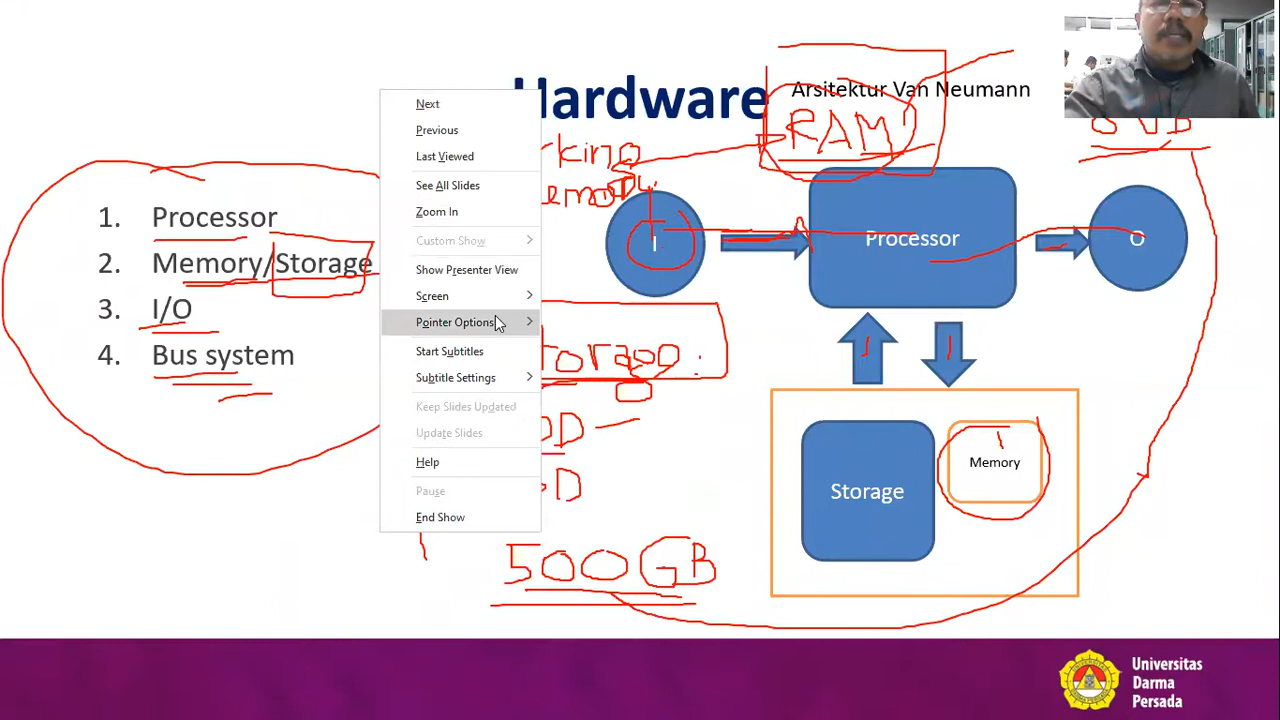 Hardware
Arsitektur Van Neumann
RAM
1. Processor
2. Memory/Storage
3. I/O
4. Bus system
Next
Previous
Last Viewed
See All Slides
Zoom In
Custom Show
Show Presenter View
Screen
Pointer Options
Start Subtitles
Subtitle Settings
Keep Slides Updated
Update Slides
Help
Pause
End Show
I
Processor
O
Storage
Memory
500 GB
Universitas
Darma
Persada